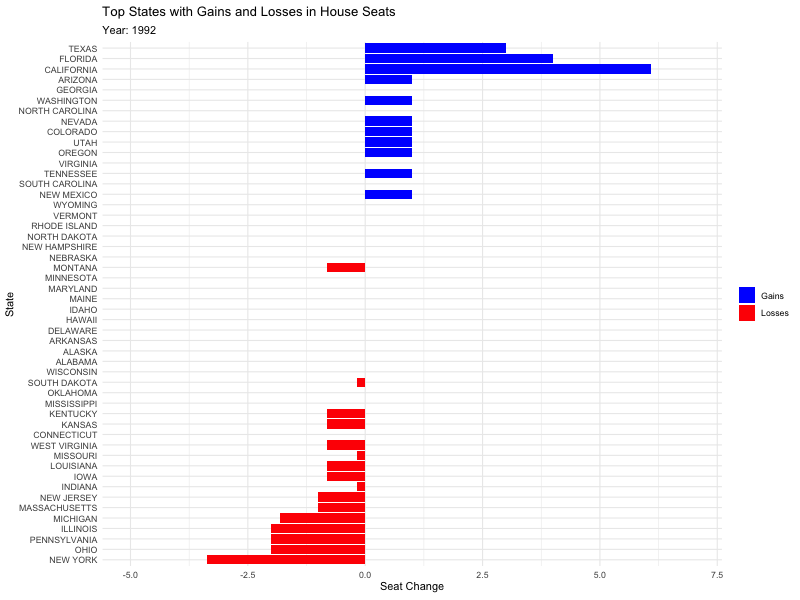 Top States with Gains and Losses in House Seats
Year: 1992
TEXAS
FLORIDA
CALIFORNIA
ARIZONA
GEORGIA
WASHINGTON
NORTH CAROLINA
NEVADA
COLORADO
UTAH
OREGON
VIRGINIA
TENNESSEE
SOUTH CAROLINA
NEW MEXICO
WYOMING
VERMONT
RHODE ISLAND
NORTH DAKOTA
NEW HAMPSHIRE
NEBRASKA
MONTANA
MINNESOTA
MARYLAND
MAINE
IDAHO
HAWAII
DELAWARE
ARKANSAS
ALASKA
ALABAMA
WISCONSIN
SOUTH DAKOTA
OKLAHOMA
MISSISSIPPI
KENTUCKY
KANSAS
CONNECTICUT
WEST VIRGINIA
MISSOURI
LOUISIANA
IOWA
INDIANA
NEW JERSEY
MASSACHUSETTS
MICHIGAN
ILLINOIS
PENNSYLVANIA
OHIO
NEW YORK
State
-5.0 -2.5 0.0 2.5 5.0 7.5
Seat Change
Gains
Losses